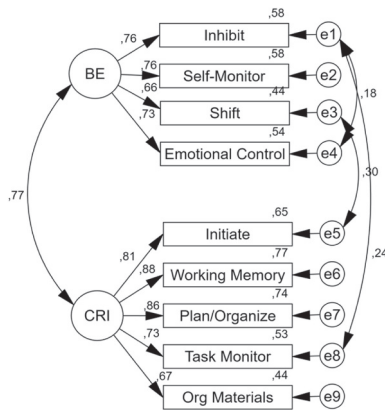 ,58
,76 Inhibit e1
,58
BE ,76 Self-Monitor e2
,66 ,44 ,18
Shift e3
,73 ,54
Emotional Control e4
,30
,77 ,65
Initiate e5
,81 ,77
,88 Working Memory e6 ,24
,74
CRI ,86 Plan/Organize e7
,73 ,53
Task Monitor e8
,67 ,44
Org Materials e9